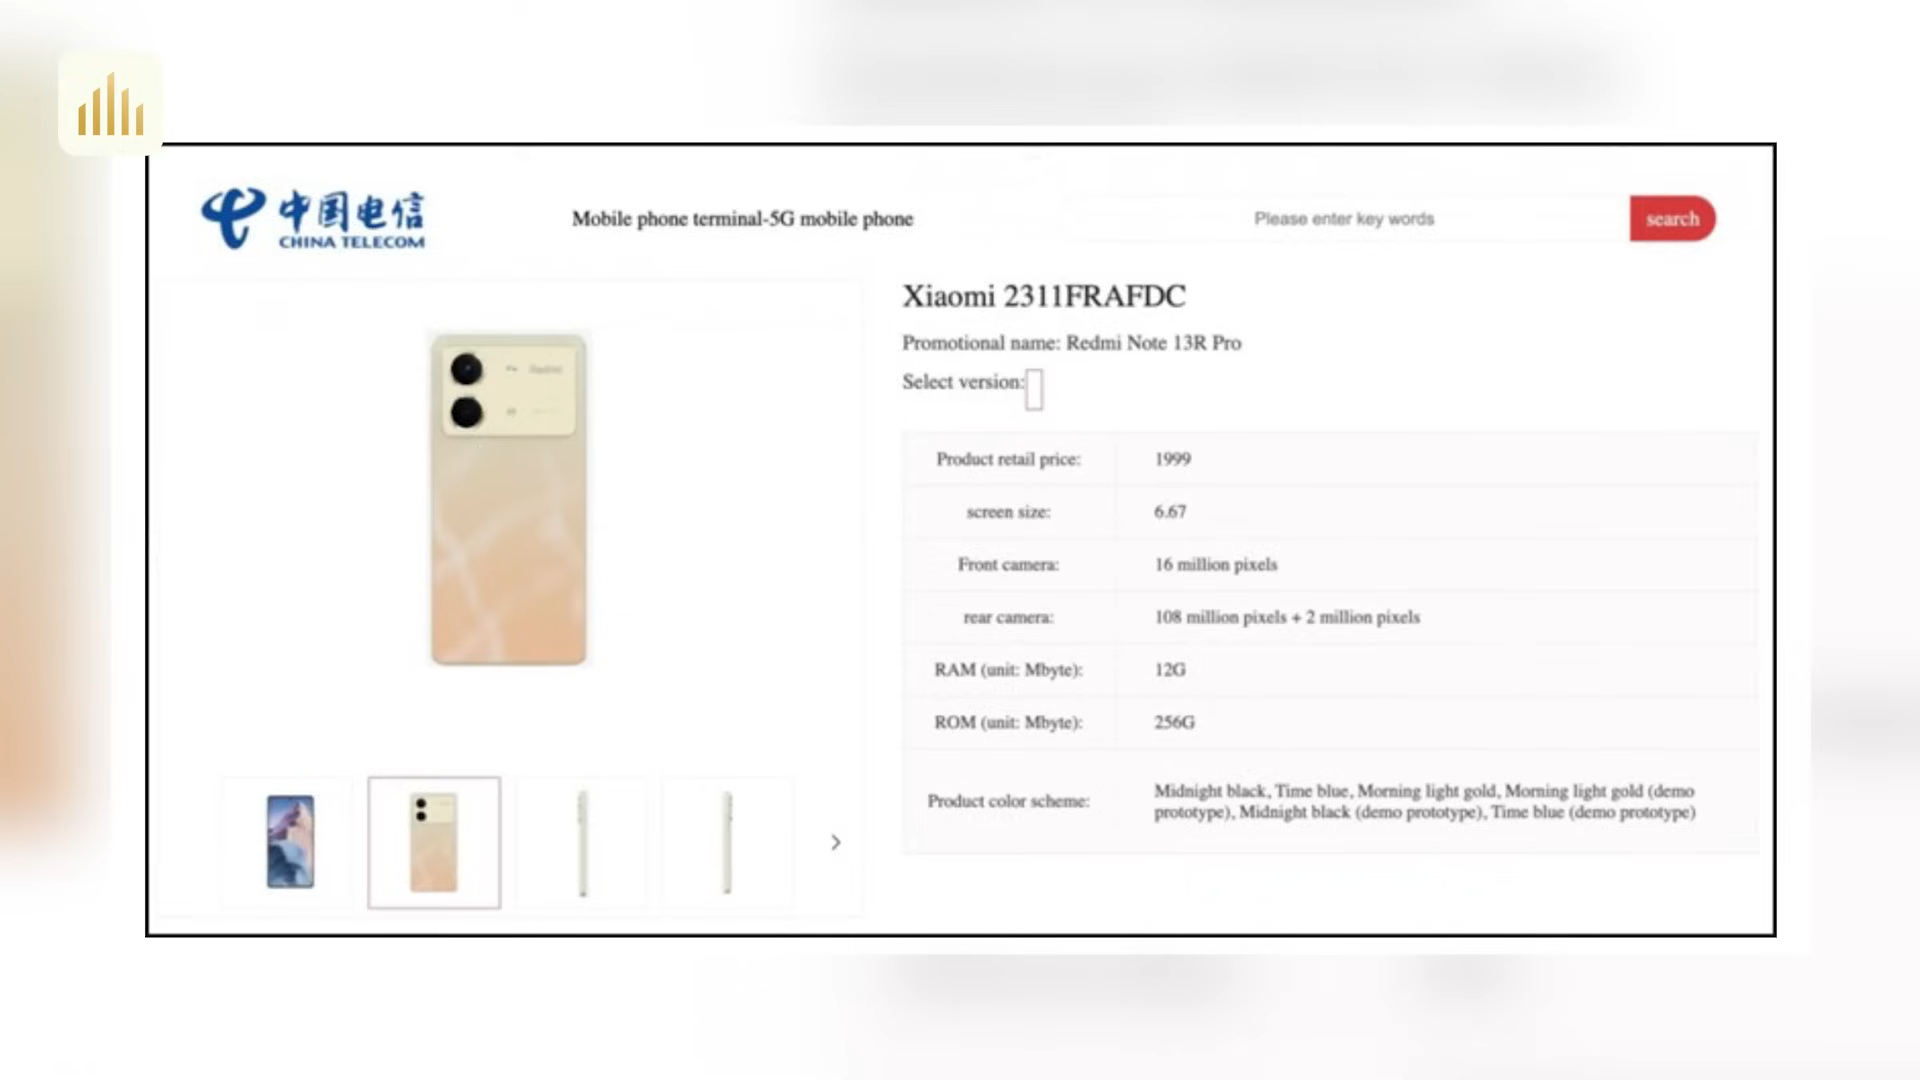 中国电信
CHINA TELECOM
Mobile phone terminal-5G mobile phone
Please enter key words
search
Xiaomi 2311FRAFDC
Promotional name: Redmi Note 13R Pro
Select version:
Redmi
Product retail price: 1999
screen size: 6.67
Front camera: 16 million pixels
rear camera: 108 million pixels + 2 million pixels
RAM (unit: Mbyte): 12G
ROM (unit: Mbyte): 256G
Product color scheme: Midnight black, Time blue, Morning light gold, Morning light gold (demo
prototype), Midnight black (demo prototype), Time blue (demo prototype)